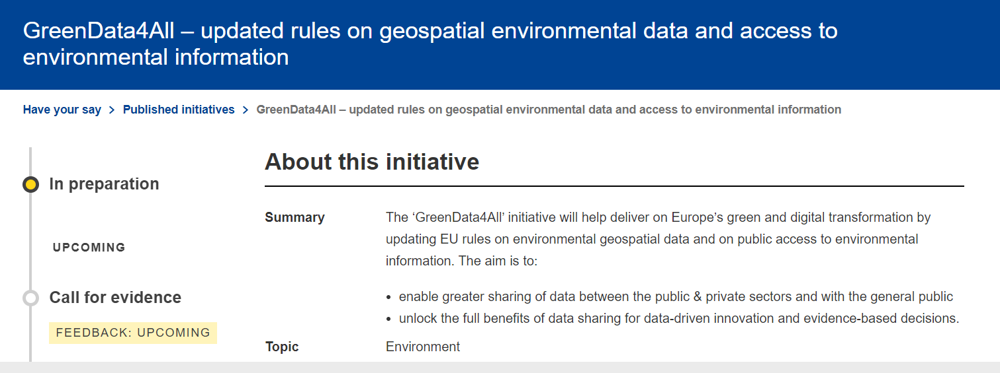 GreenData4All – updated rules on geospatial environmental data and access to
environmental information
Have your say > Published initiatives > GreenData4All – updated rules on geospatial environmental data and access to environmental information
In preparation
UPCOMING
Call for evidence
FEEDBACK: UPCOMING
About this initiative
Summary
The ‘GreenData4All’ initiative will help deliver on Europe’s green and digital transformation by
updating EU rules on environmental geospatial data and on public access to environmental
information. The aim is to:
• enable greater sharing of data between the public & private sectors and with the general public
• unlock the full benefits of data sharing for data-driven innovation and evidence-based decisions.
Topic
Environment